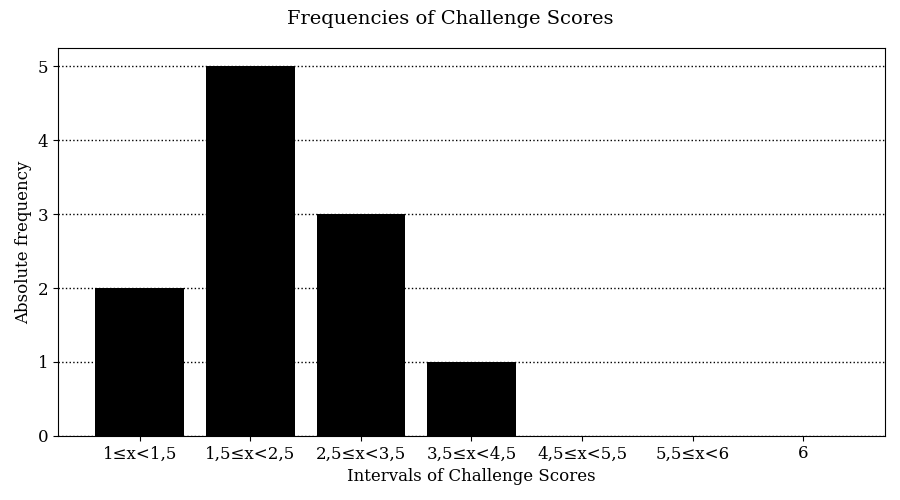 Frequencies of Challenge Scores
Absolute frequency
5
4
3
2
1
0
1≤x<1,5 1,5≤x<2,5 2,5≤x<3,5 3,5≤x<4,5 4,5≤x<5,5 5,5≤x<6 6
Intervals of Challenge Scores